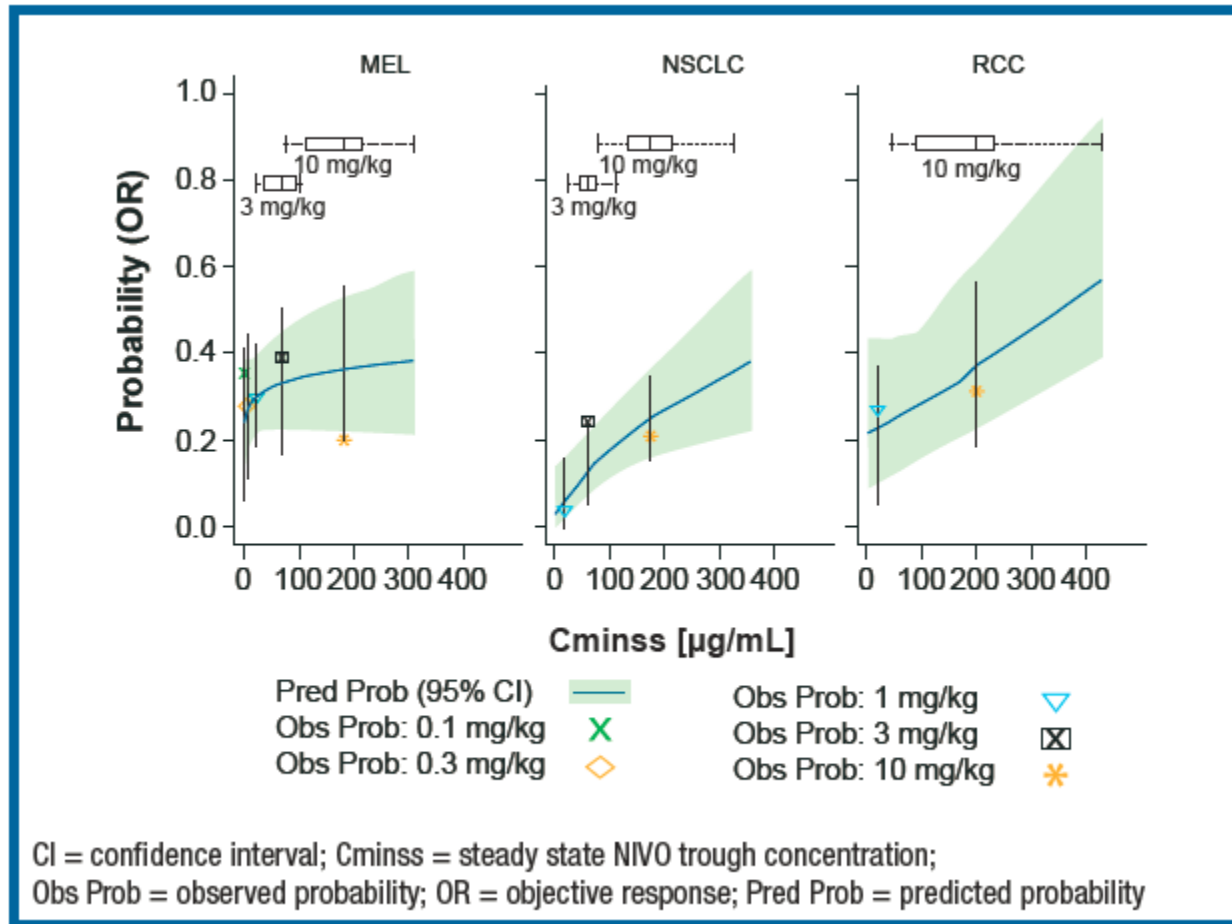 MEL NSCLC RCC
1.0
10 mg/kg 10 mg/kg 10 mg/kg
0.8
3 mg/kg 3 mg/kg
Probability (OR)
0.6
0.4
0.2
0.0
0 100 200 300 400 0 100 200 300 400 0 100 200 300 400
Cminss [µg/mL]
Pred Prob (95% CI)
Obs Prob: 0.1 mg/kg
Obs Prob: 0.3 mg/kg
Obs Prob: 1 mg/kg
Obs Prob: 3 mg/kg
Obs Prob: 10 mg/kg
CI = confidence interval; Cminss = steady state NIVO trough concentration;
Obs Prob = observed probability; OR = objective response; Pred Prob = predicted probability